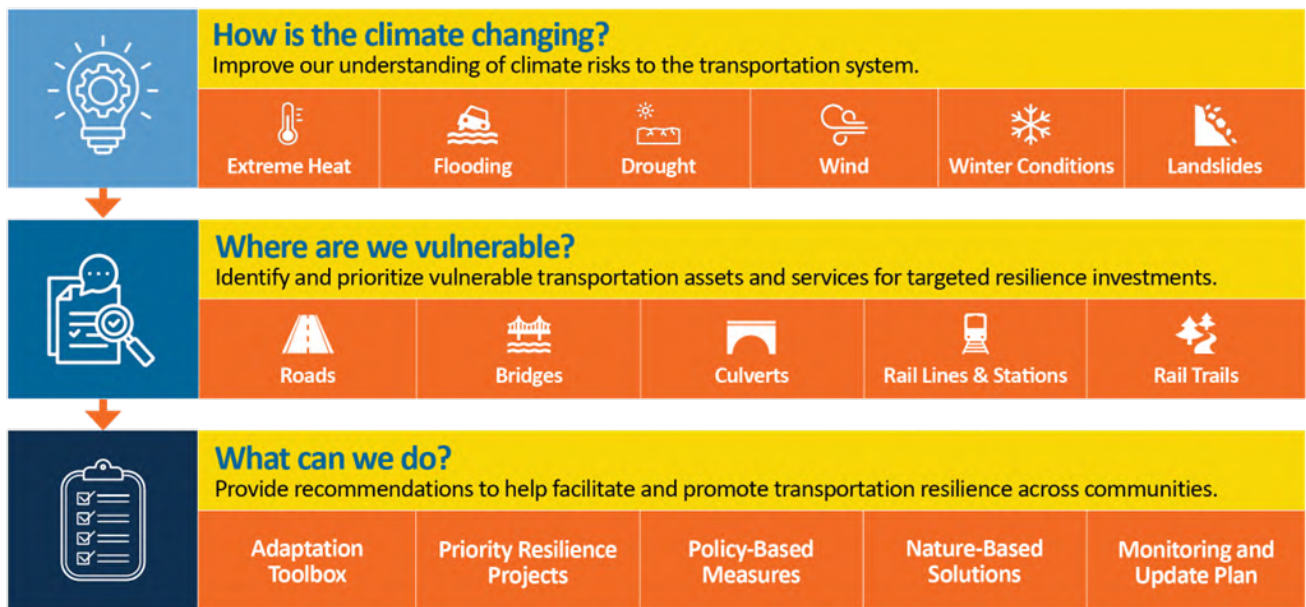 How is the climate changing?
Improve our understanding of climate risks to the transportation system.
Extreme Heat
Flooding
Drought
Wind
Winter Conditions
Landslides
Where are we vulnerable?
Identify and prioritize vulnerable transportation assets and services for targeted resilience investments.
Roads
Bridges
Culverts
Rail Lines & Stations
Rail Trails
What can we do?
Provide recommendations to help facilitate and promote transportation resilience across communities.
Adaptation
Toolbox
Priority Resilience
Projects
Policy-Based
Measures
Nature-Based
Solutions
Monitoring and
Update Plan